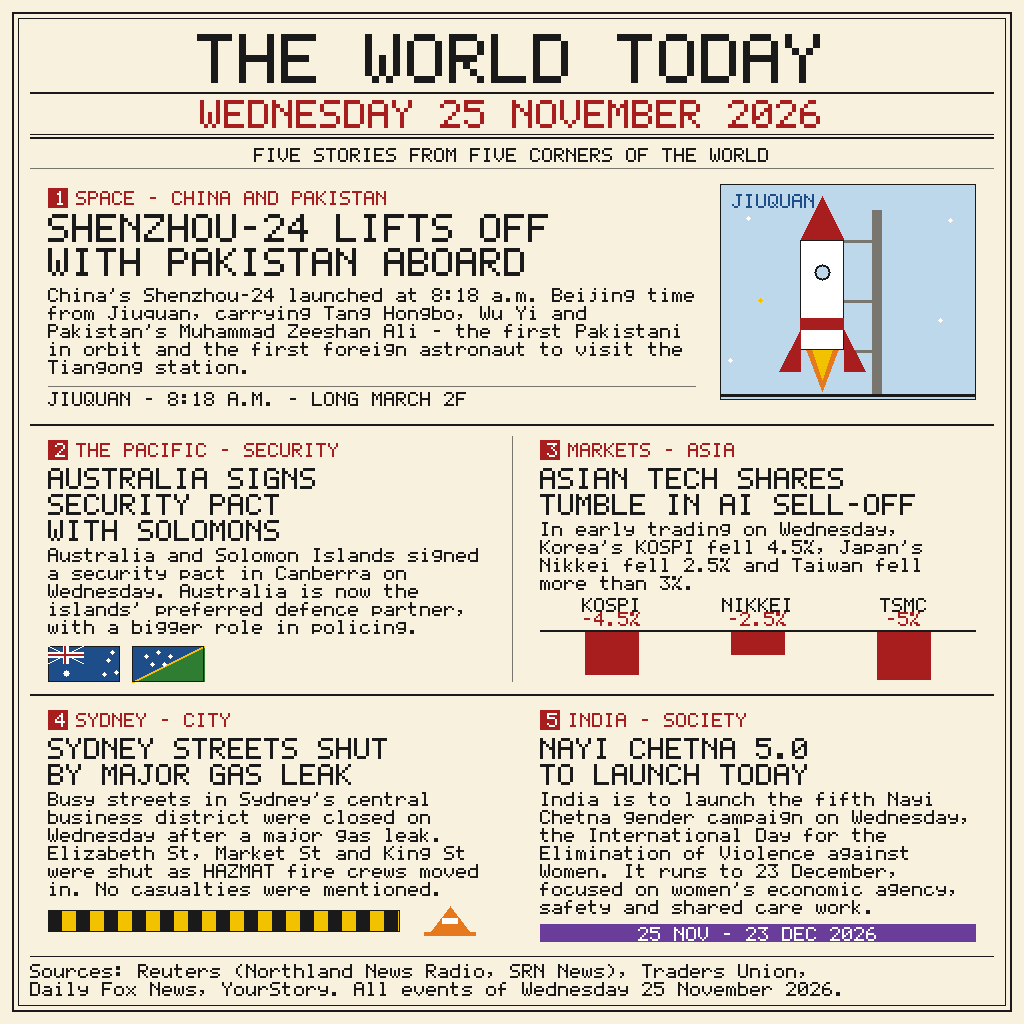 THE WORLD TODAY
WEDNESDAY 25 NOVEMBER 2026
FIVE STORIES FROM FIVE CORNERS OF THE WORLD
1 SPACE - CHINA AND PAKISTAN
SHENZHOU-24 LIFTS OFF
WITH PAKISTAN ABOARD
China's Shenzhou-24 launched at 8:18 a.m. Beijing time
from Jiuquan, carrying Tang Hongbo, Wu Yi and
Pakistan's Muhammad Zeeshan Ali - the first Pakistani
in orbit and the first foreign astronaut to visit the
Tiangong station.
JIUQUAN - 8:18 A.M. - LONG MARCH 2F
JIUQUAN
2 THE PACIFIC - SECURITY
AUSTRALIA SIGNS
SECURITY PACT
WITH SOLOMONS
Australia and Solomon Islands signed
a security pact in Canberra on
Wednesday. Australia is now the
islands' preferred defence partner,
with a bigger role in policing.
3 MARKETS - ASIA
ASIAN TECH SHARES
TUMBLE IN AI SELL-OFF
In early trading on Wednesday,
Korea's KOSPI fell 4.5%, Japan's
Nikkei fell 2.5% and Taiwan fell
more than 3%.
KOSPI NIKKEI TSMC
-4.5% -2.5% -5%
4 SYDNEY - CITY
SYDNEY STREETS SHUT
BY MAJOR GAS LEAK
Busy streets in Sydney's central
business district were closed on
Wednesday after a major gas leak.
Elizabeth St, Market St and King St
were shut as HAZMAT fire crews moved
in. No casualties were mentioned.
5 INDIA - SOCIETY
NAYI CHETNA 5.0
TO LAUNCH TODAY
India is to launch the fifth Nayi
Chetna gender campaign on Wednesday,
the International Day for the
Elimination of Violence against
Women. It runs to 23 December,
focused on women's economic agency,
safety and shared care work.
25 NOV - 23 DEC 2026
Sources: Reuters (Northland News Radio, SRN News), Traders Union,
Daily Fox News, YourStory. All events of Wednesday 25 November 2026.